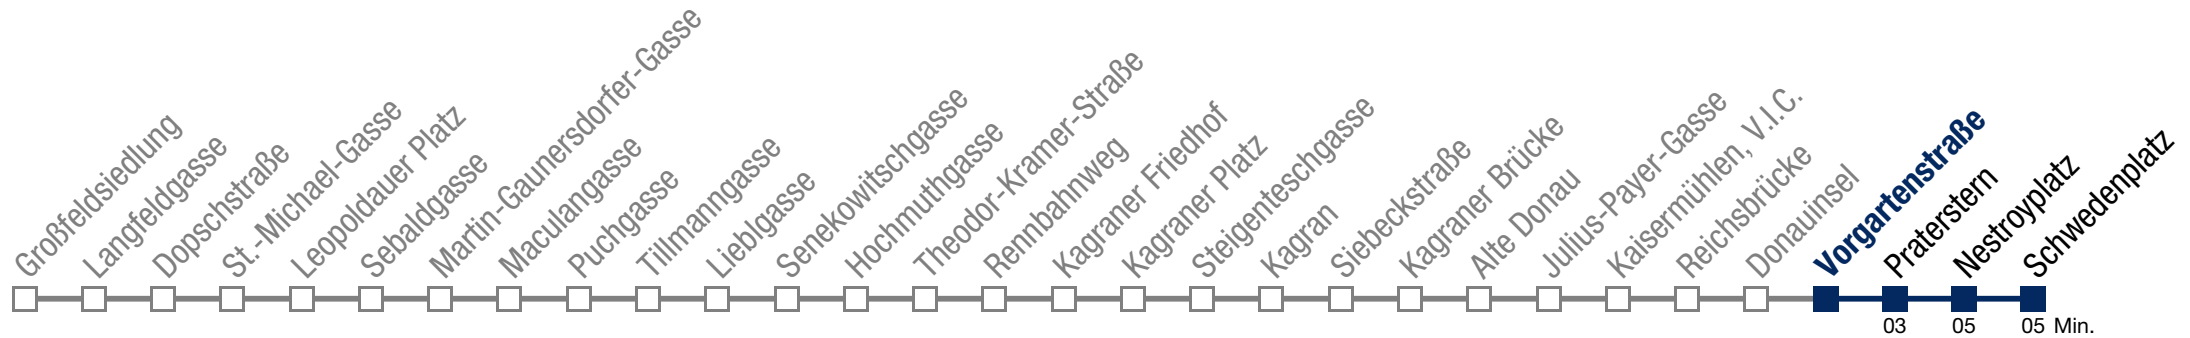 Großfeldsiedlung
Langfeldgasse
Dopschstraße
St.-Michael-Gasse
Leopoldauer Platz
Sebaldgasse
Martin-Gaunersdorfer-Gasse
Maculangasse
Puchgasse
Tillmanngasse
Lieblgasse
Senekowitschgasse
Hochmuthgasse
Theodor-Kramer-Straße
Rennbahnweg
Kagraner Friedhof
Kagraner Platz
Steigenteschgasse
Kagran
Siebeckstraße
Kagraner Brücke
Alte Donau
Julius-Payer-Gasse
Kaisermühlen, V.I.C.
Reichsbrücke
Donauinsel
Vorgartenstraße
Praterstern
Nestroyplatz
Schwedenplatz
03 05 05 Min.